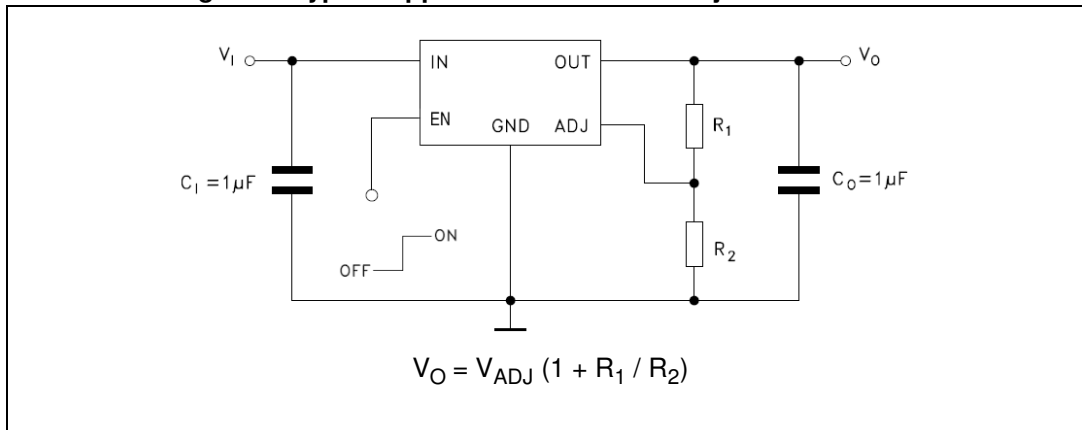 V_I
IN
OUT
V_O
EN
GND
ADJ
R_1
C_I =1µF
C_O=1µF
ON
OFF
R_2
V_O = V_ADJ (1 + R_1 / R_2)